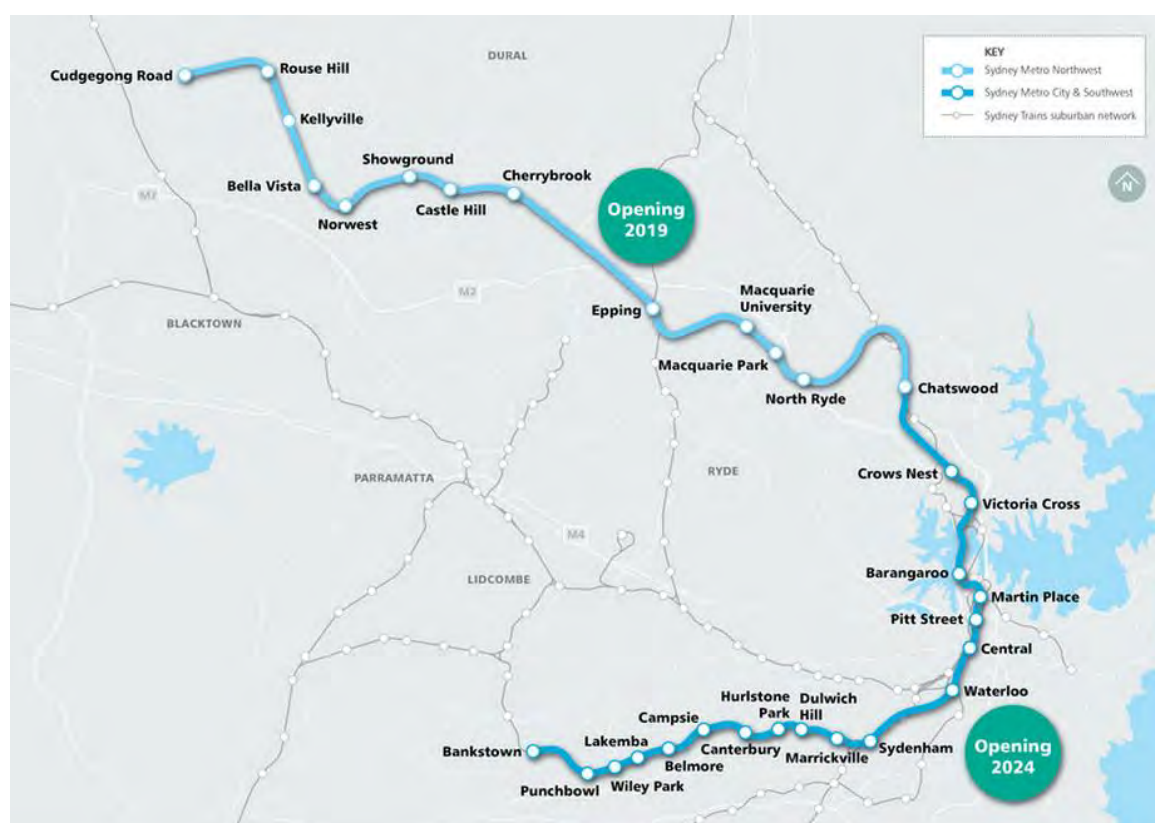 KEY
Sydney Metro Northwest
Sydney Metro City & Southwest
Sydney Trains suburban network
N
DURAL
Cudgegong Road
Rouse Hill
Kellyville
Bella Vista
Norwest
Showground
Castle Hill
Cherrybrook
Opening
2019
M7
M2
BLACKTOWN
Epping
Macquarie
University
Macquarie Park
North Ryde
Chatswood
PARRAMATTA
RYDE
Crows Nest
Victoria Cross
M4
LIDCOMBE
Barangaroo
Martin Place
Pitt Street
Central
Waterloo
Sydenham
Marrickville
Dulwich
Hill
Hurlstone
Park
Canterbury
Campsie
Belmore
Lakemba
Wiley Park
Punchbowl
Bankstown
Opening
2024